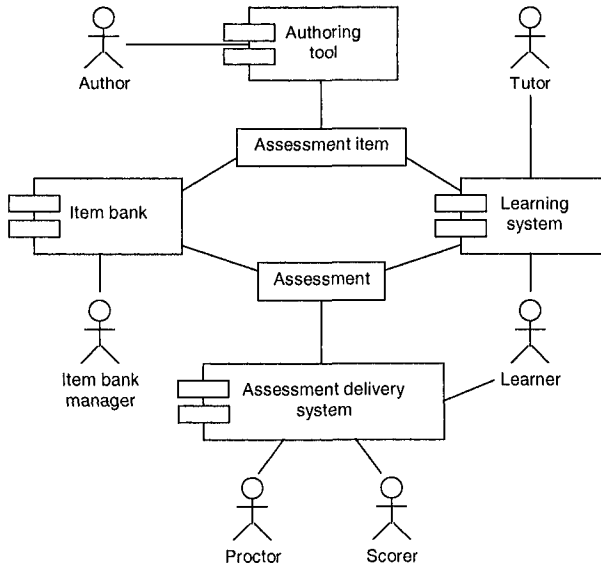 Authoring
tool
Author
Tutor
Assessment item
Item bank
Learning
system
Assessment
Item bank
manager
Learner
Assessment delivery
system
Proctor
Scorer